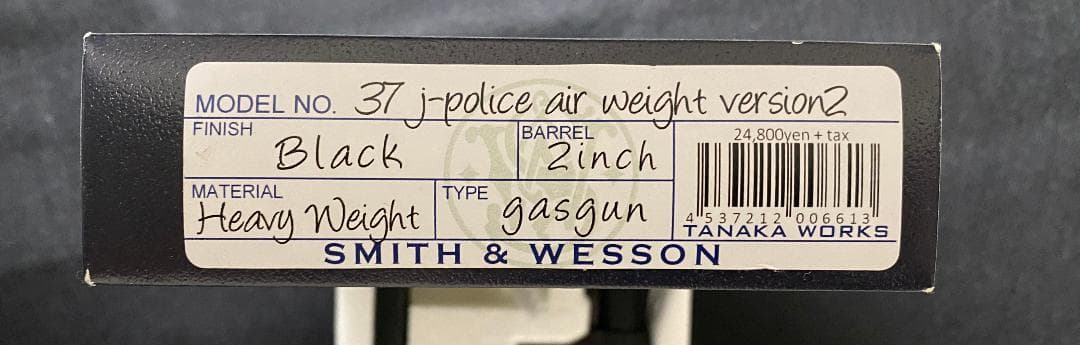 MODEL NO. 37 j-police air weight version2
FINISH Black
BARREL 2inch
24,800yen + tax
MATERIAL Heavy Weight
TYPE gasgun
4 537212 006613
TANAKA WORKS
SMITH & WESSON